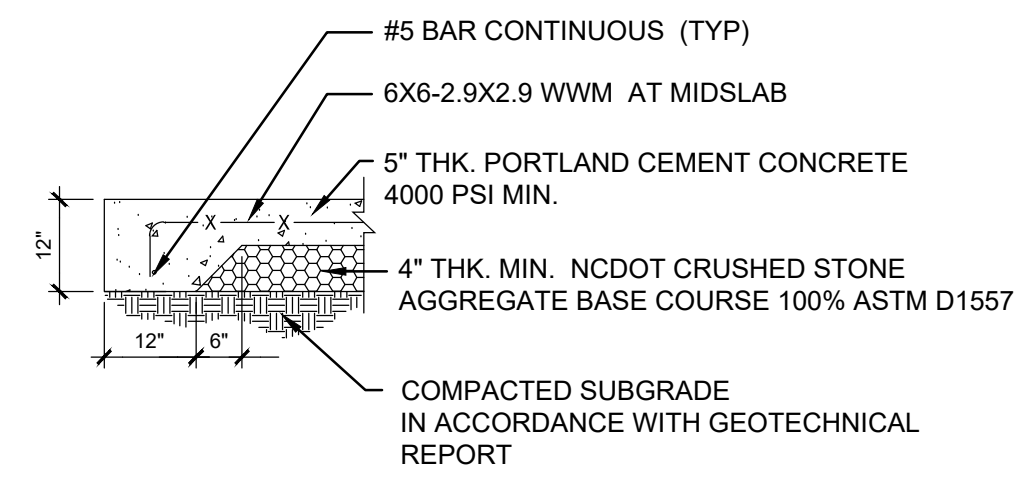 #5 BAR CONTINUOUS (TYP)
6X6-2.9X2.9 WWM AT MIDSLAB
5" THK. PORTLAND CEMENT CONCRETE
4000 PSI MIN.
X X
12"
4" THK. MIN. NCDOT CRUSHED STONE
AGGREGATE BASE COURSE 100% ASTM D1557
12" 6"
COMPACTED SUBGRADE
IN ACCORDANCE WITH GEOTECHNICAL
REPORT